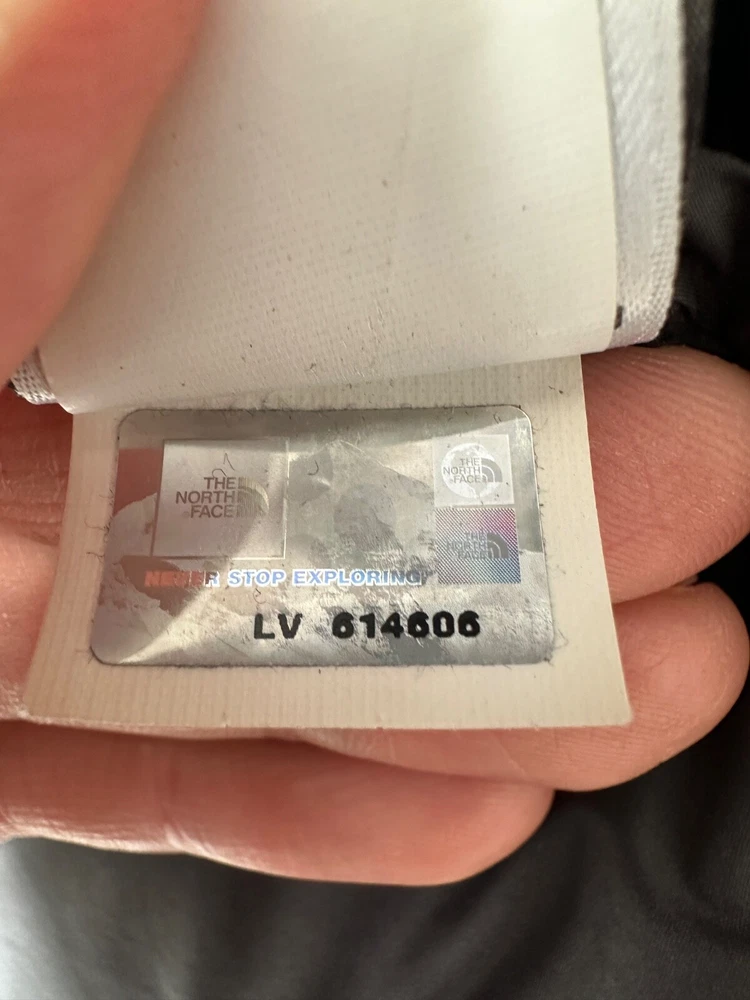 THE
NORTH
FACE
THE
NORTH
FACE
THE
NORTH
FACE
NEVER STOP EXPLORING
LV 614606